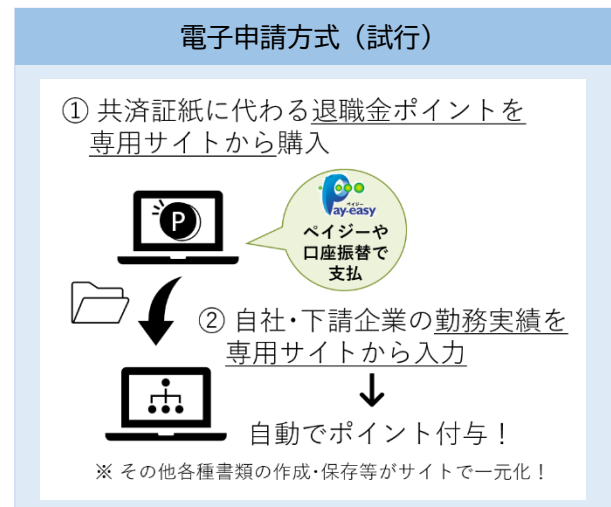 電子申請方式（試行）
① 共済証紙に代わる退職金ポイントを
専用サイトから購入
P
ペイジー
Pay-easy
ペイジーや
口座振替で
支払
② 自社・下請企業の勤務実績を
専用サイトから入力
↓
自動でポイント付与！
※ その他各種書類の作成・保存等がサイトで一元化！